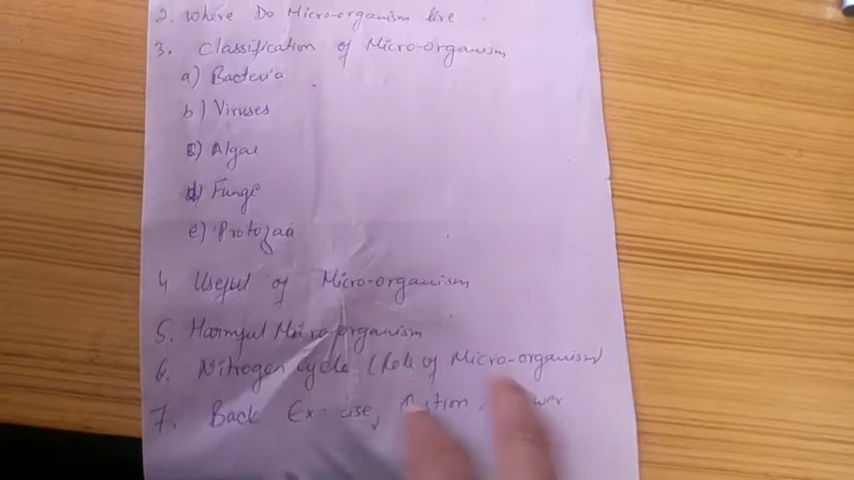 2. Where Do Micro-organism live
3. Classification of Micro-organism
a) Bacteria
b) Viruses
c) Algae
d) Fungi
e) Protozaa
4 Useful of Micro-organism
5. Harmful Micro-organism
6. Nitrogen cycle (Role of Micro-organism)
7. Back